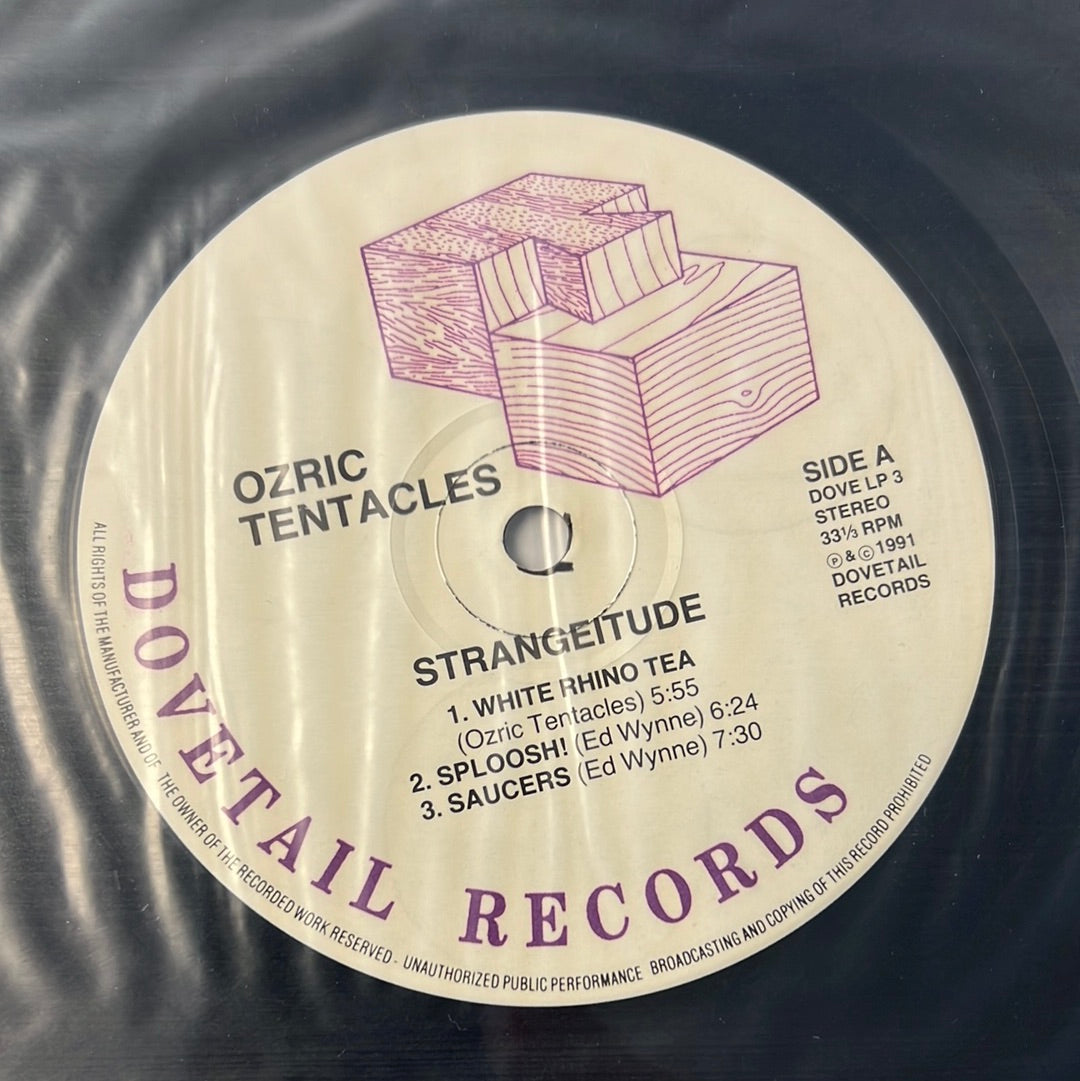 OZRIC
TENTACLES
SIDE A
DOVE LP 3
STEREO
33⅓ RPM
℗ & © 1991
DOVETAIL
RECORDS
STRANGEITUDE
1. WHITE RHINO TEA
(Ozric Tentacles) 5:55
2. SPLOOSH! (Ed Wynne) 6:24
3. SAUCERS (Ed Wynne) 7:30
DOVETAIL RECORDS
ALL RIGHTS OF THE MANUFACTURER AND OF THE OWNER OF THE RECORDED WORK RESERVED - UNAUTHORIZED PUBLIC PERFORMANCE BROADCASTING AND COPYING OF THIS RECORD PROHIBITED